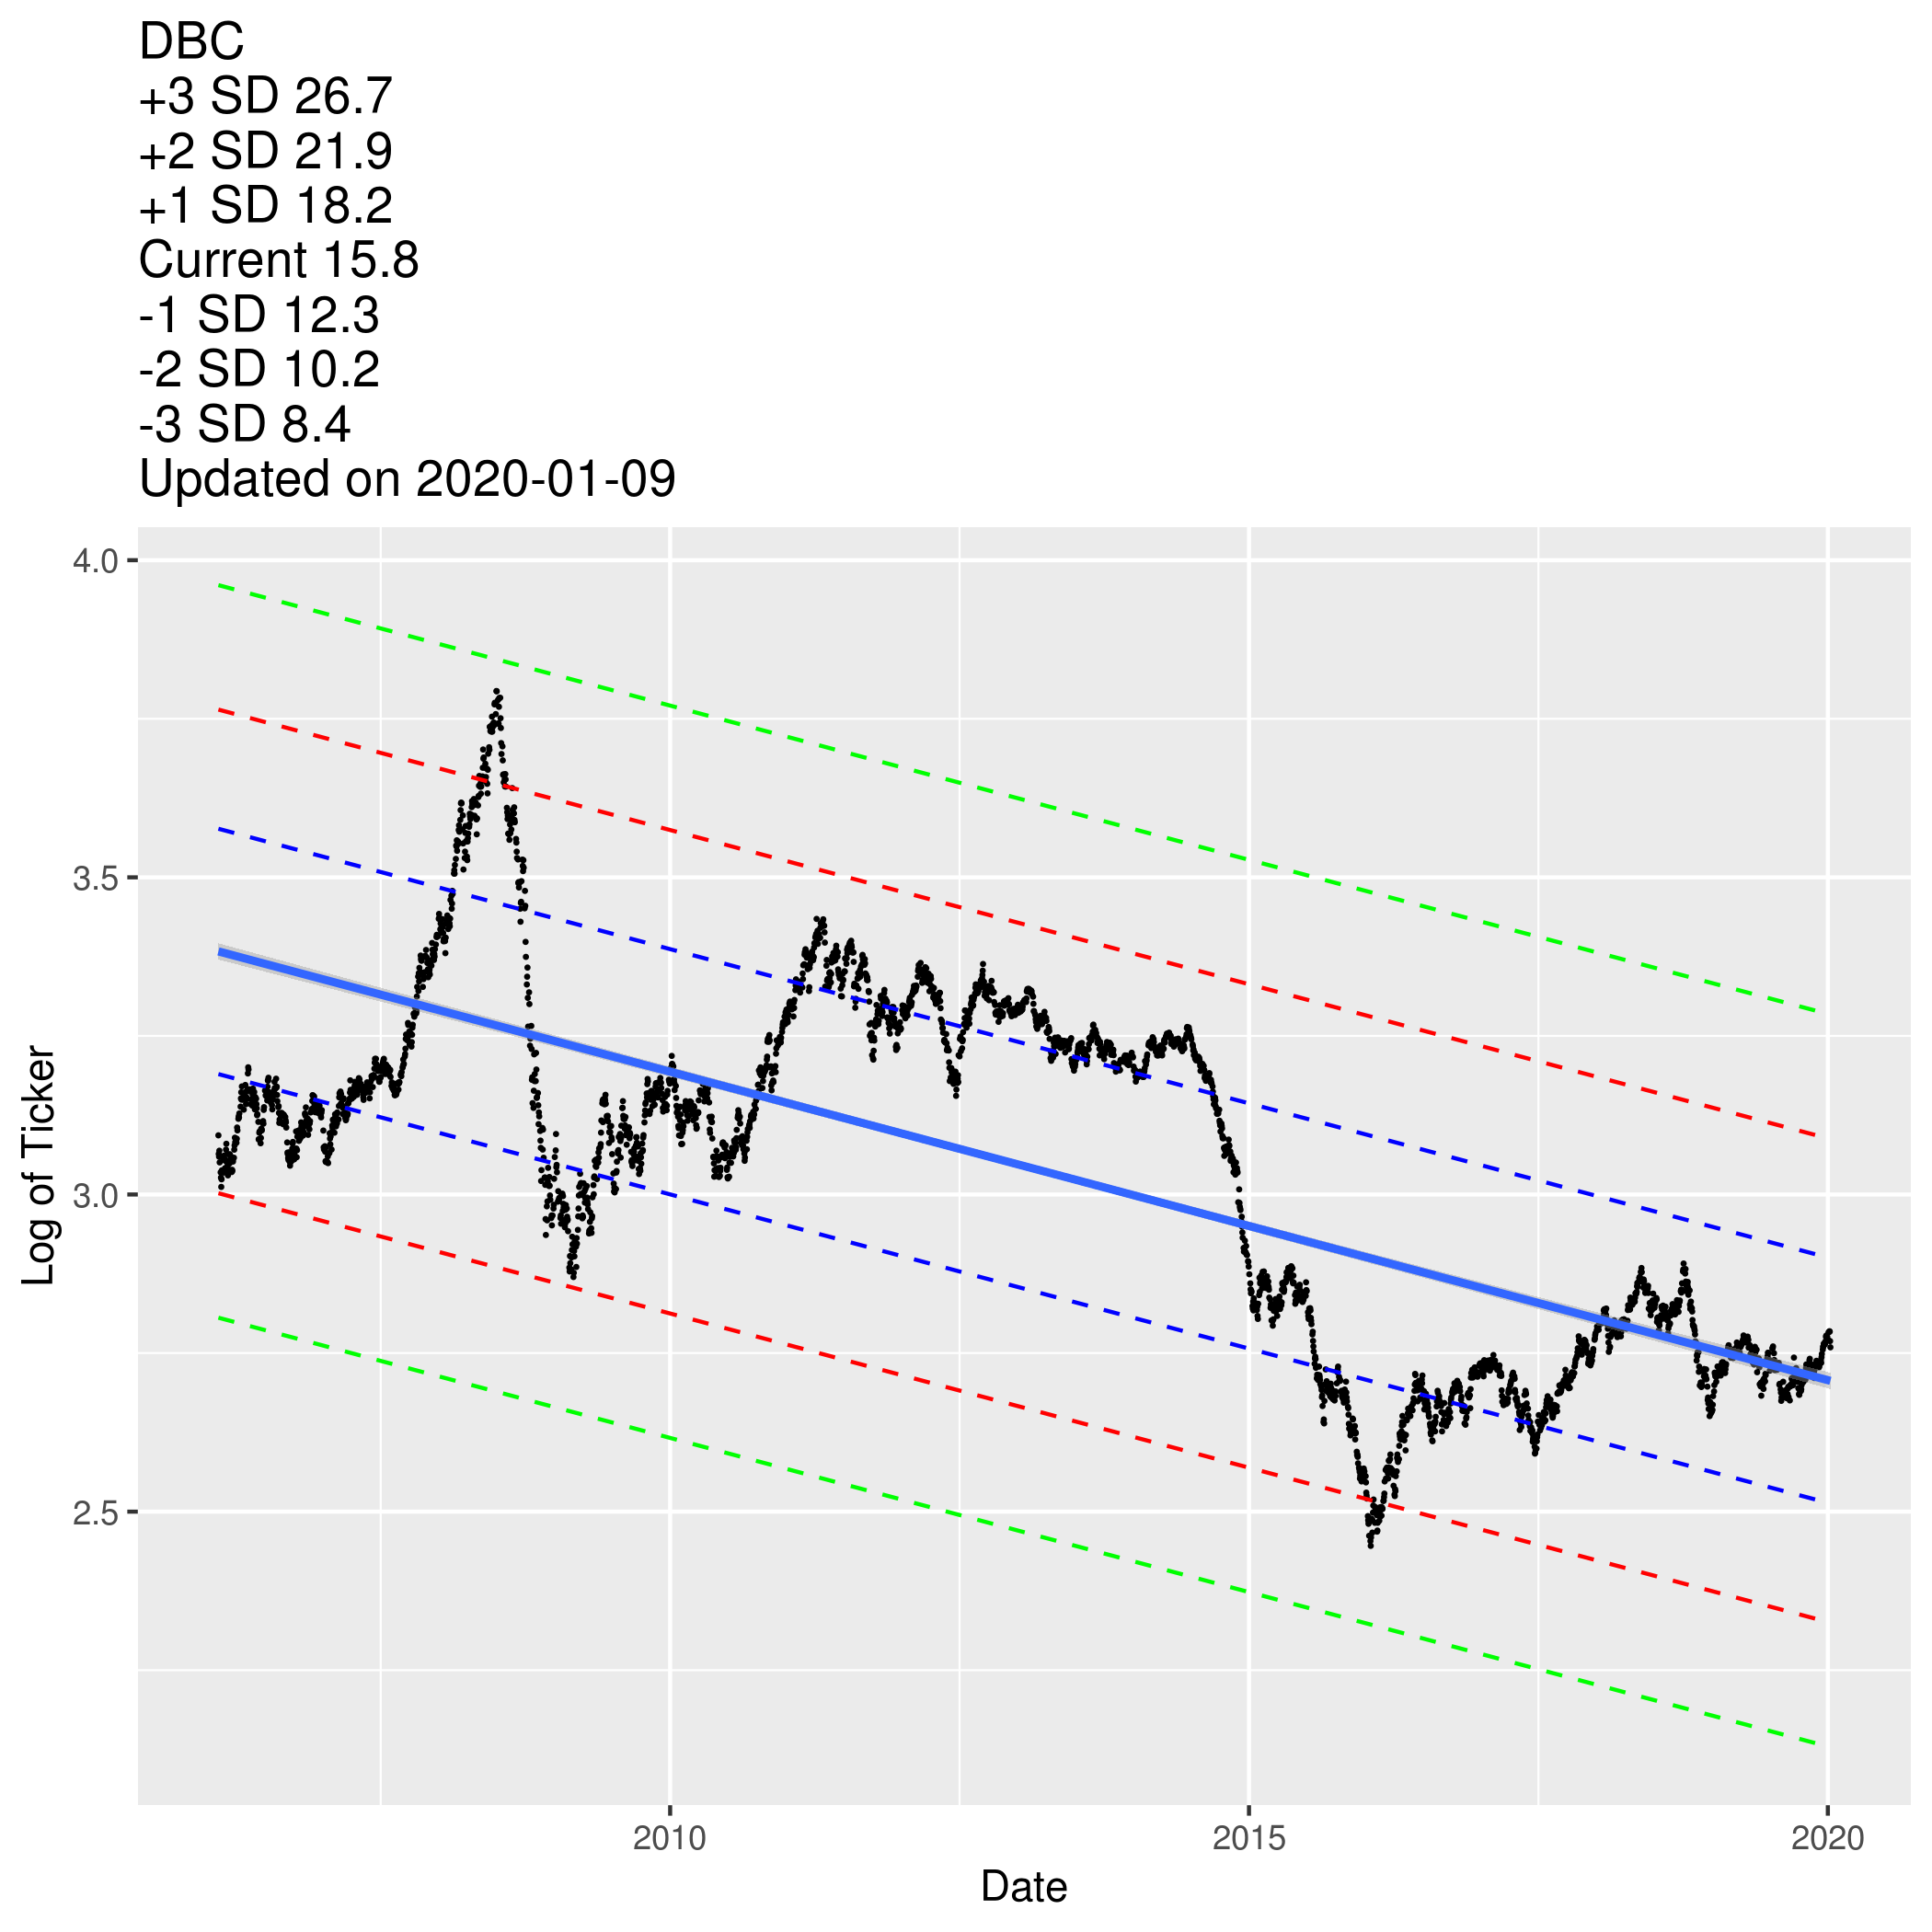 DBC
+3 SD 26.7
+2 SD 21.9
+1 SD 18.2
Current 15.8
-1 SD 12.3
-2 SD 10.2
-3 SD 8.4
Updated on 2020-01-09
4.0
3.5
3.0
2.5
Log of Ticker
2010
2015
2020
Date